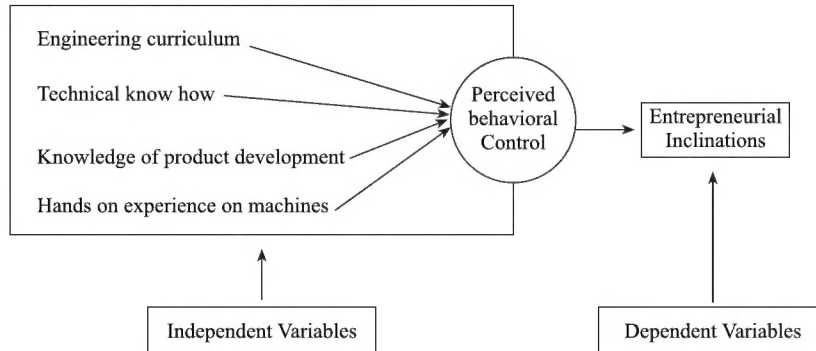 Engineering curriculum
Technical know how
Knowledge of product development
Hands on experience on machines
Perceived
behavioral
Control
Entrepreneurial
Inclinations
Independent Variables
Dependent Variables